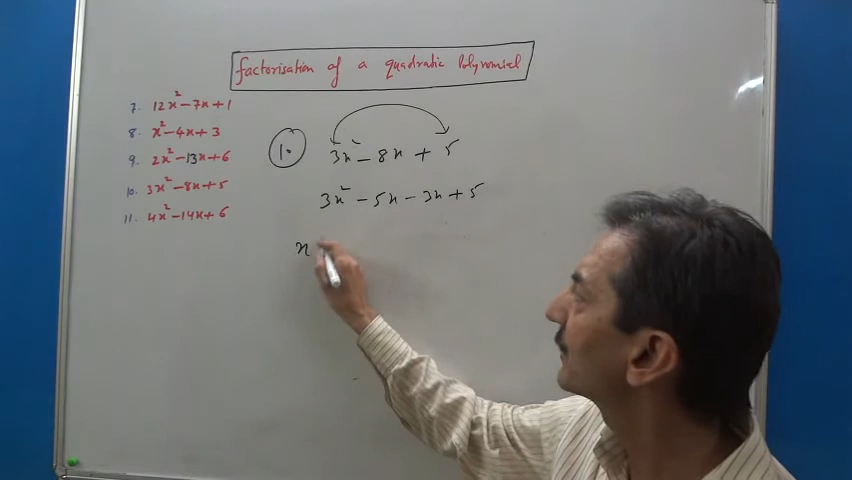 factorisation of a quadratic Polynomial
7. 12x² - 7x + 1
8. x² - 4x + 3
9. 2x² - 13x + 6
10. 3x² - 8x + 5
11. 4x² - 14x + 6
10. 3x² - 8x + 5
3x² - 5x - 3x + 5
x